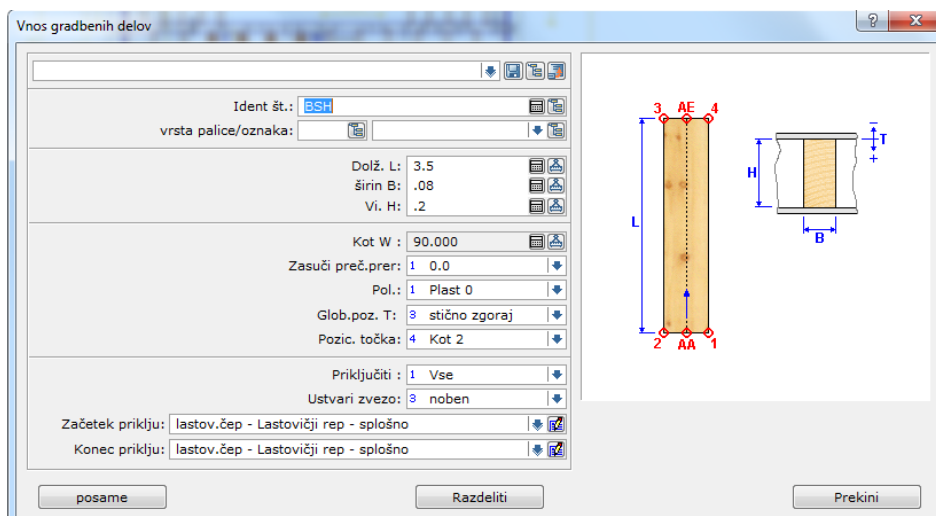 Vnos gradbenih delov
? X
Ident št.: BSH
vrsta palice/oznaka:
Dolž. L: 3.5
širin B: .08
Vi. H: .2
Kot W : 90.000
Zasuči preč.prer: 1 0.0
Pol.: 1 Plast 0
Glob.poz. T: 3 stično zgoraj
Pozic. točka: 4 Kot 2
Priključiti : 1 Vse
Ustvari zvezo: 3 noben
Začetek priklju: lastov.čep - Lastovičji rep - splošno
Konec priklju: lastov.čep - Lastovičji rep - splošno
posame Razdeliti Prekini
3 AE 4
L
2 AA 1
H
B
− T
+